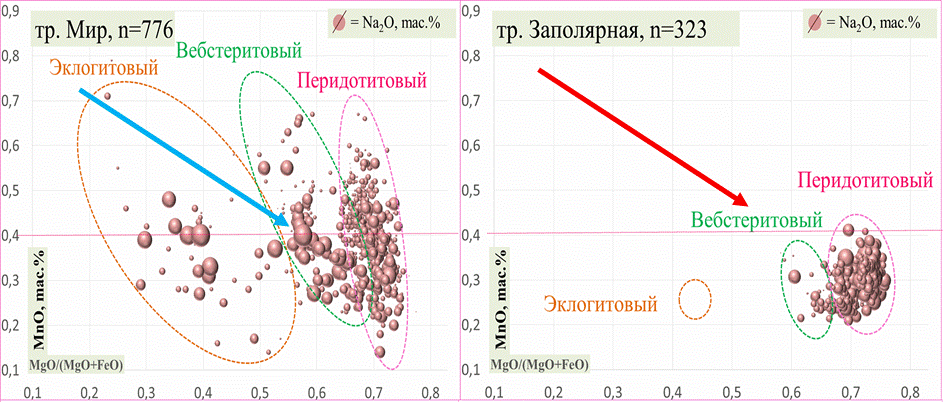 0,9
0,8
0,7
0,6
0,5
0,4
0,3
0,2
0,1
тр. Мир, n=776
= Na₂O, мас.%
Вебстеритовый
Эклогитовый
Перидотитовый
MnO, мас.%
MgO/(MgO+FeO)
0,1 0,2 0,3 0,4 0,5 0,6 0,7 0,8
0,9
0,8
0,7
0,6
0,5
0,4
0,3
0,2
0,1
тр. Заполярная, n=323
= Na₂O, мас.%
Перидотитовый
Вебстеритовый
Эклогитовый
MnO, мас.%
MgO/(MgO+FeO)
0,1 0,2 0,3 0,4 0,5 0,6 0,7 0,8